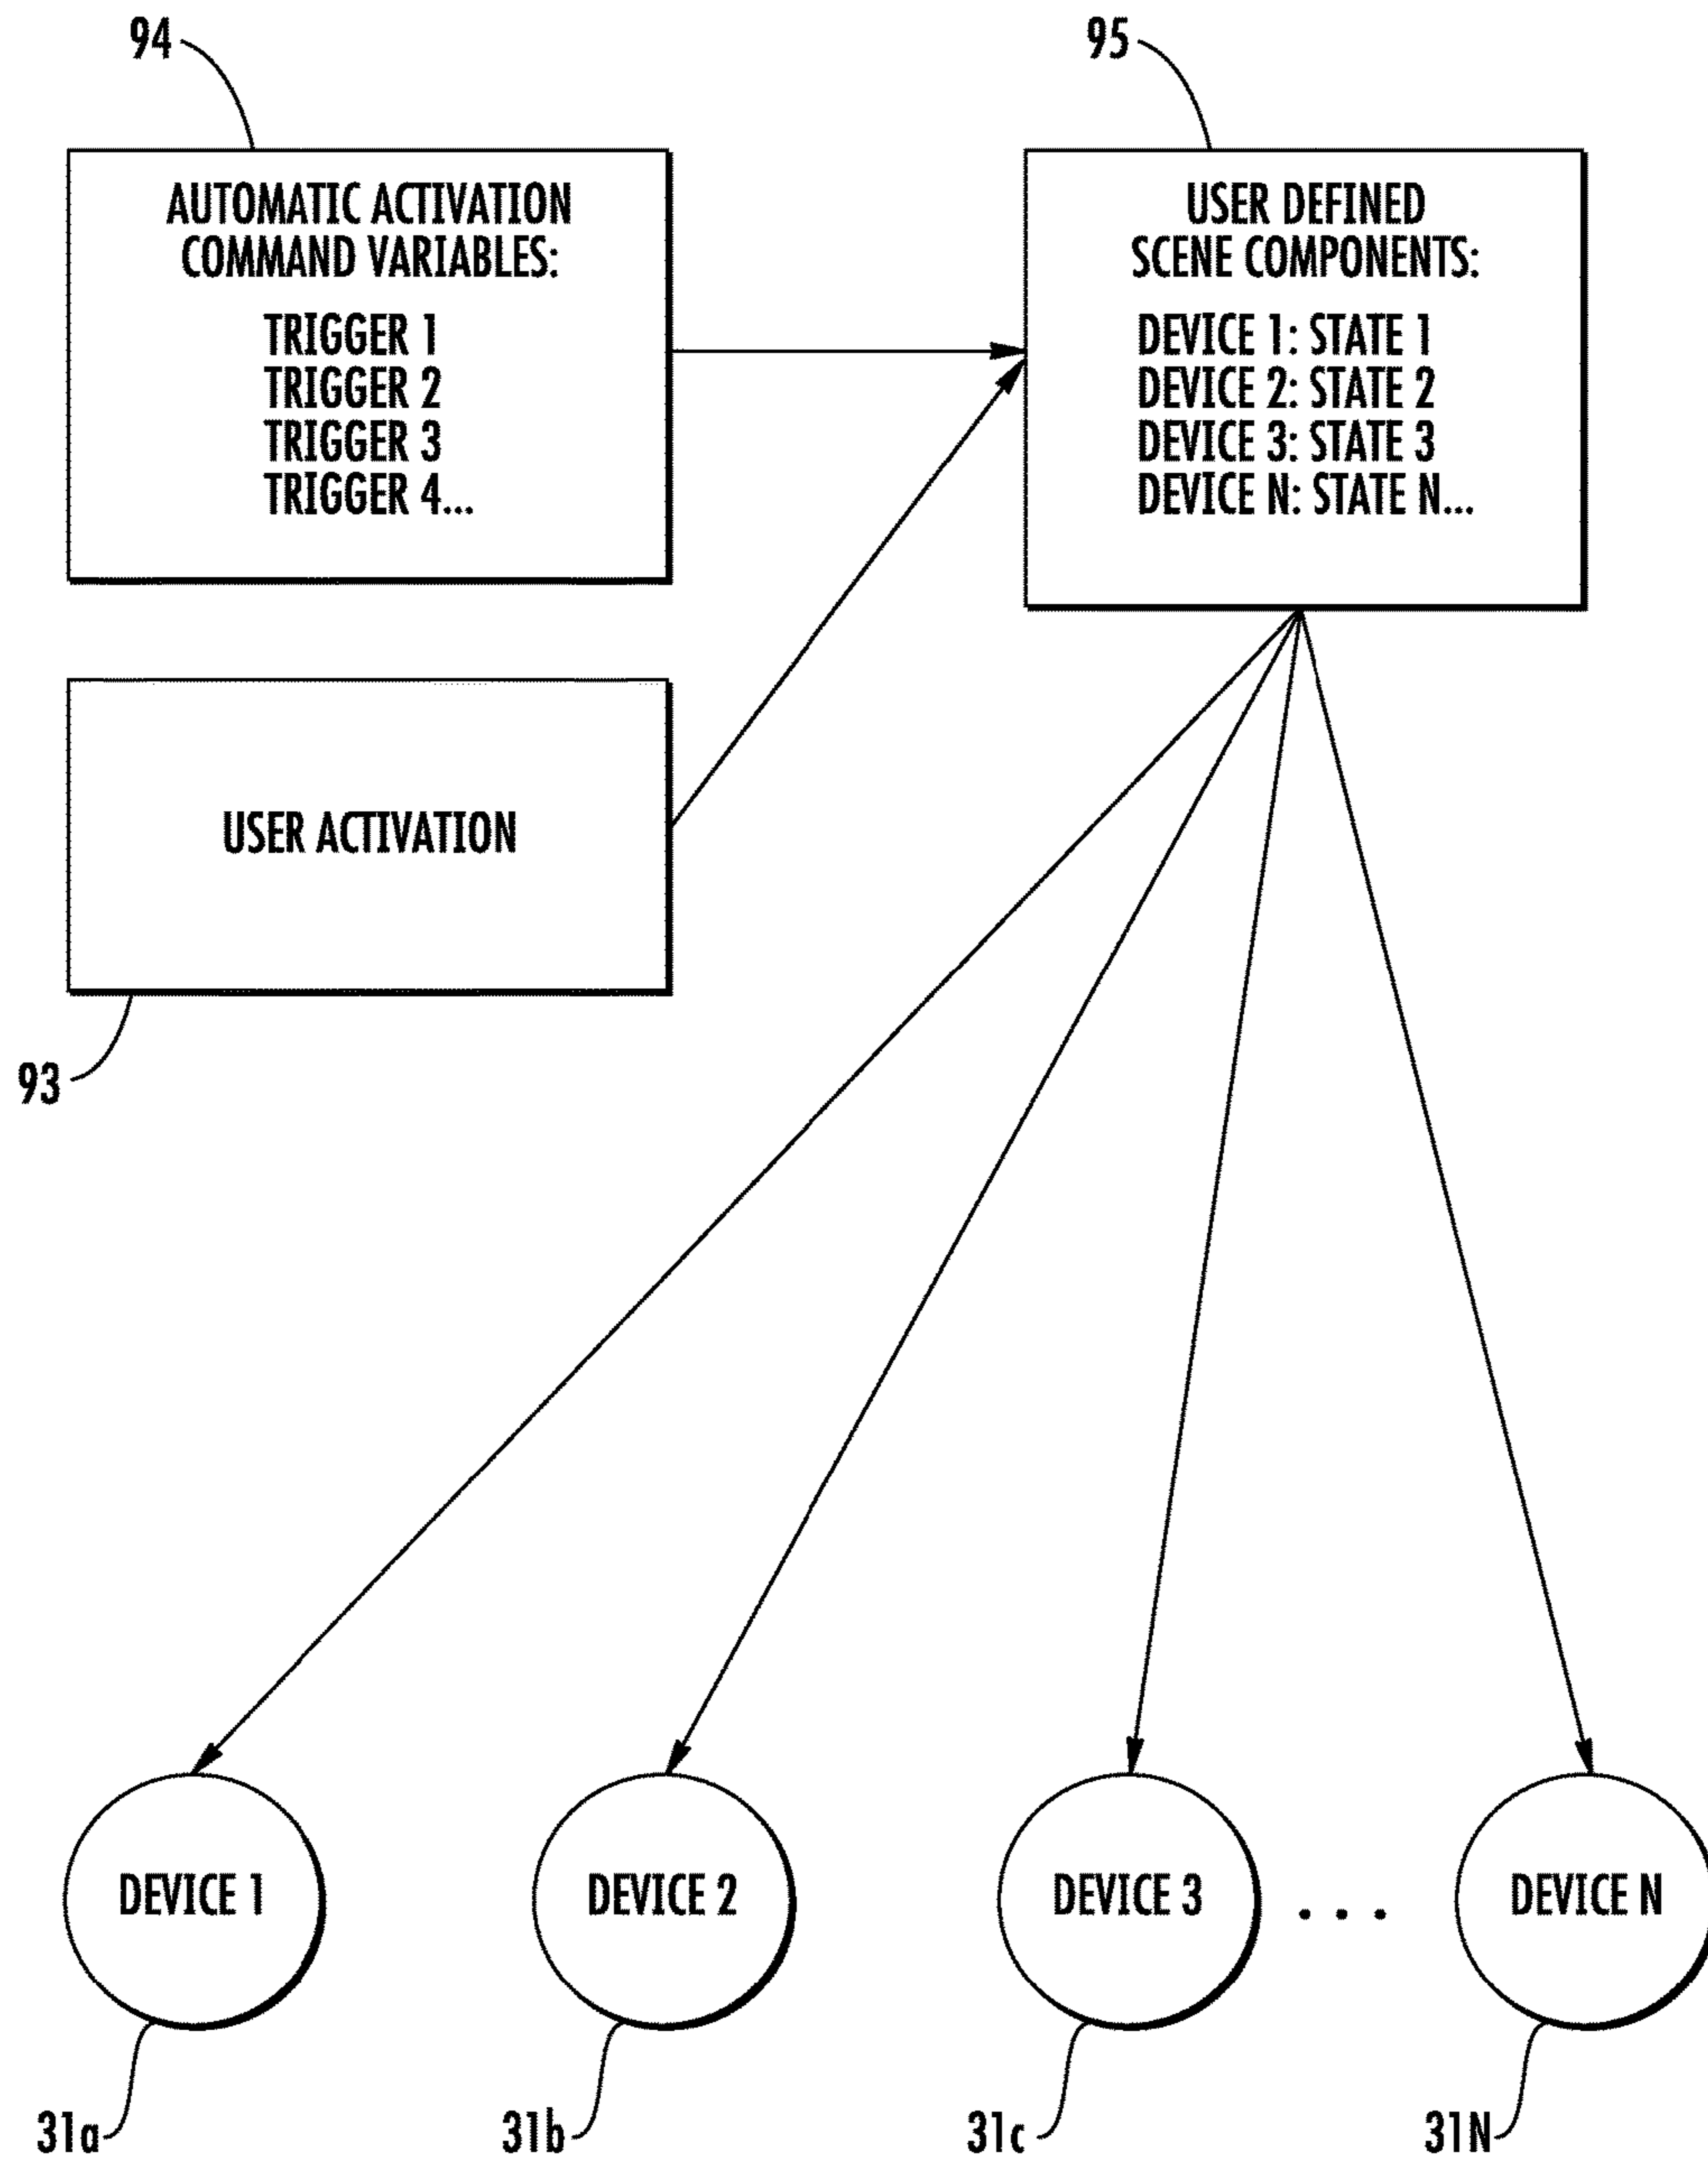 94
95
AUTOMATIC ACTIVATION
COMMAND VARIABLES:
TRIGGER 1
TRIGGER 2
TRIGGER 3
TRIGGER 4...
USER DEFINED
SCENE COMPONENTS:
DEVICE 1: STATE 1
DEVICE 2: STATE 2
DEVICE 3: STATE 3
DEVICE N: STATE N...
USER ACTIVATION
93
DEVICE 1
DEVICE 2
DEVICE 3
. . .
DEVICE N
31a
31b
31c
31N